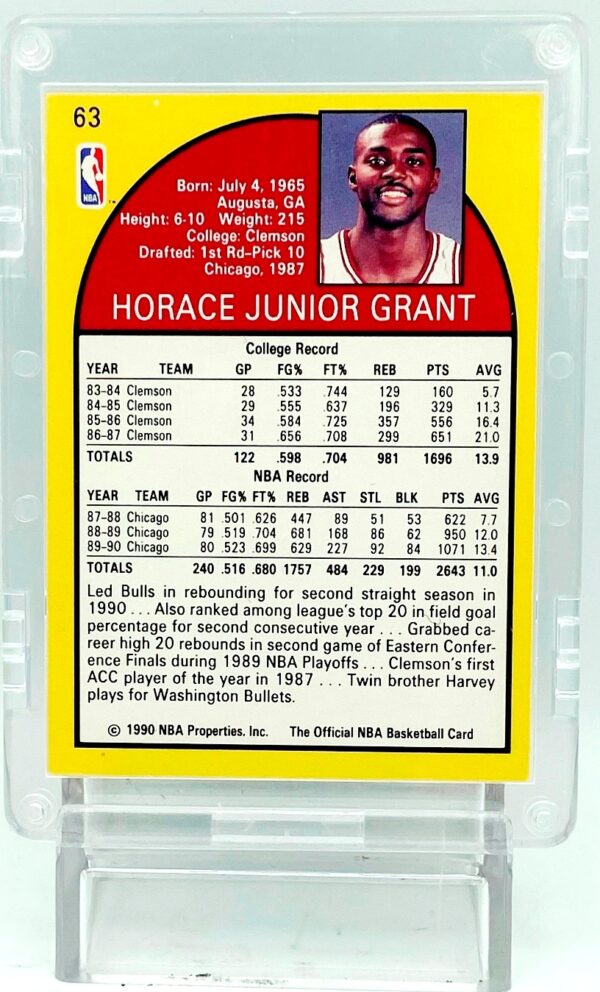 63
NBA
™
Born: July 4, 1965
Augusta, GA
Height: 6-10 Weight: 215
College: Clemson
Drafted: 1st Rd-Pick 10
Chicago, 1987
HORACE JUNIOR GRANT
College Record
YEAR TEAM GP FG% FT% REB PTS AVG
83-84 Clemson 28 .533 .744 129 160 5.7
84-85 Clemson 29 .555 .637 196 329 11.3
85-86 Clemson 34 .584 .725 357 556 16.4
86-87 Clemson 31 .656 .708 299 651 21.0
TOTALS 122 .598 .704 981 1696 13.9
NBA Record
YEAR TEAM GP FG% FT% REB AST STL BLK PTS AVG
87-88 Chicago 81 .501 .626 447 89 51 53 622 7.7
88-89 Chicago 79 .519 .704 681 168 86 62 950 12.0
89-90 Chicago 80 .523 .699 629 227 92 84 1071 13.4
TOTALS 240 .516 .680 1757 484 229 199 2643 11.0
Led Bulls in rebounding for second straight season in
1990 . . . Also ranked among league's top 20 in field goal
percentage for second consecutive year . . . Grabbed ca-
reer high 20 rebounds in second game of Eastern Confer-
ence Finals during 1989 NBA Playoffs . . . Clemson's first
ACC player of the year in 1987 . . . Twin brother Harvey
plays for Washington Bullets.
© 1990 NBA Properties, Inc. The Official NBA Basketball Card